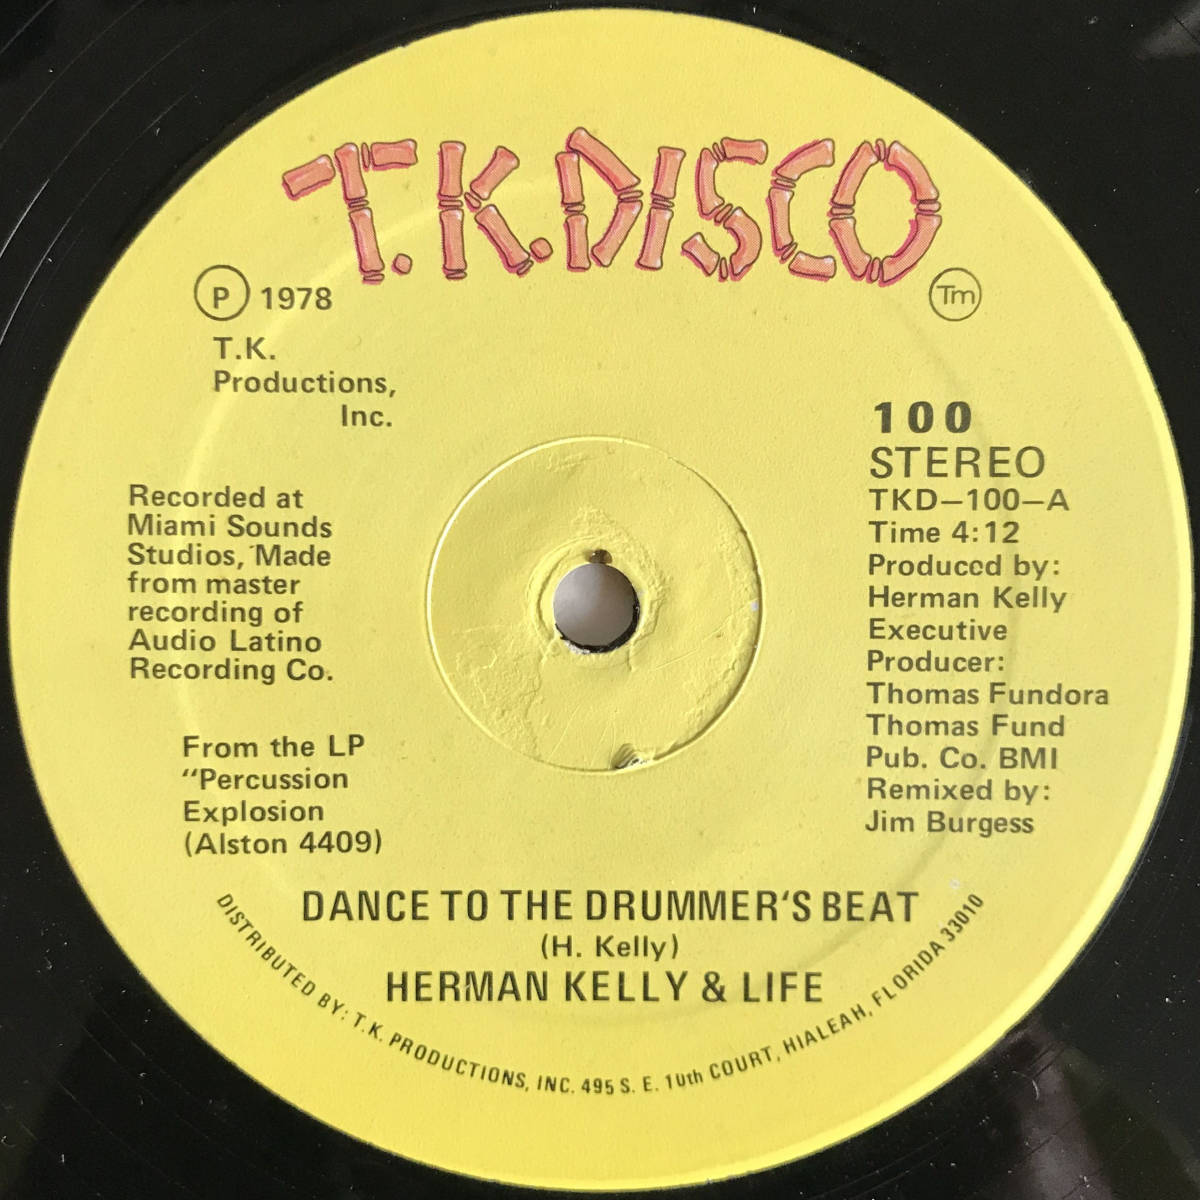 T.K. DISCO
Tm
P 1978
T.K.
Productions,
Inc.
100
STEREO
TKD—100—A
Time 4:12
Produced by:
Herman Kelly
Executive
Producer:
Thomas Fundora
Thomas Fund
Pub. Co. BMI
Remixed by:
Jim Burgess
Recorded at
Miami Sounds
Studios, Made
from master
recording of
Audio Latino
Recording Co.
From the LP
"Percussion
Explosion
(Alston 4409)
DANCE TO THE DRUMMER'S BEAT
(H. Kelly)
HERMAN KELLY & LIFE
DISTRIBUTED BY: T.K. PRODUCTIONS, INC. 495 S. E. 10th COURT, HIALEAH, FLORIDA 33010